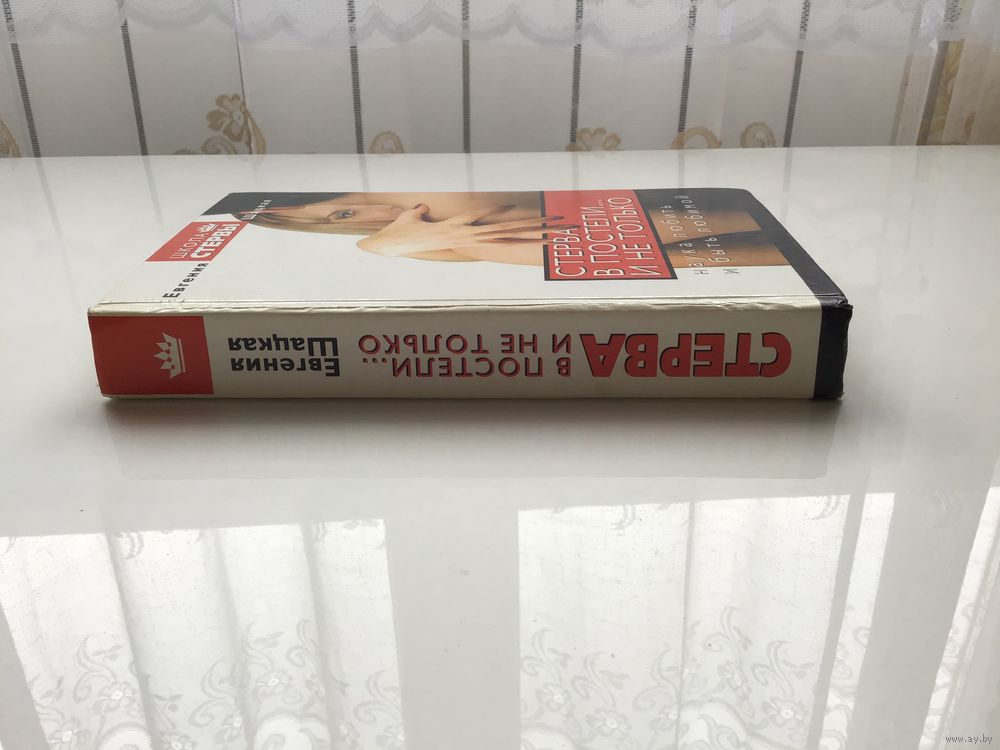 Евгения Шацкая
ШКОЛА
СТЕРВЫ
СТЕРВА
В ПОСТЕЛИ...
И НЕ ТОЛЬКО
наука любить
и быть любимой
СТЕРВА
В ПОСТЕЛИ...
И НЕ ТОЛЬКО
Евгения
Шацкая
www.ay.by